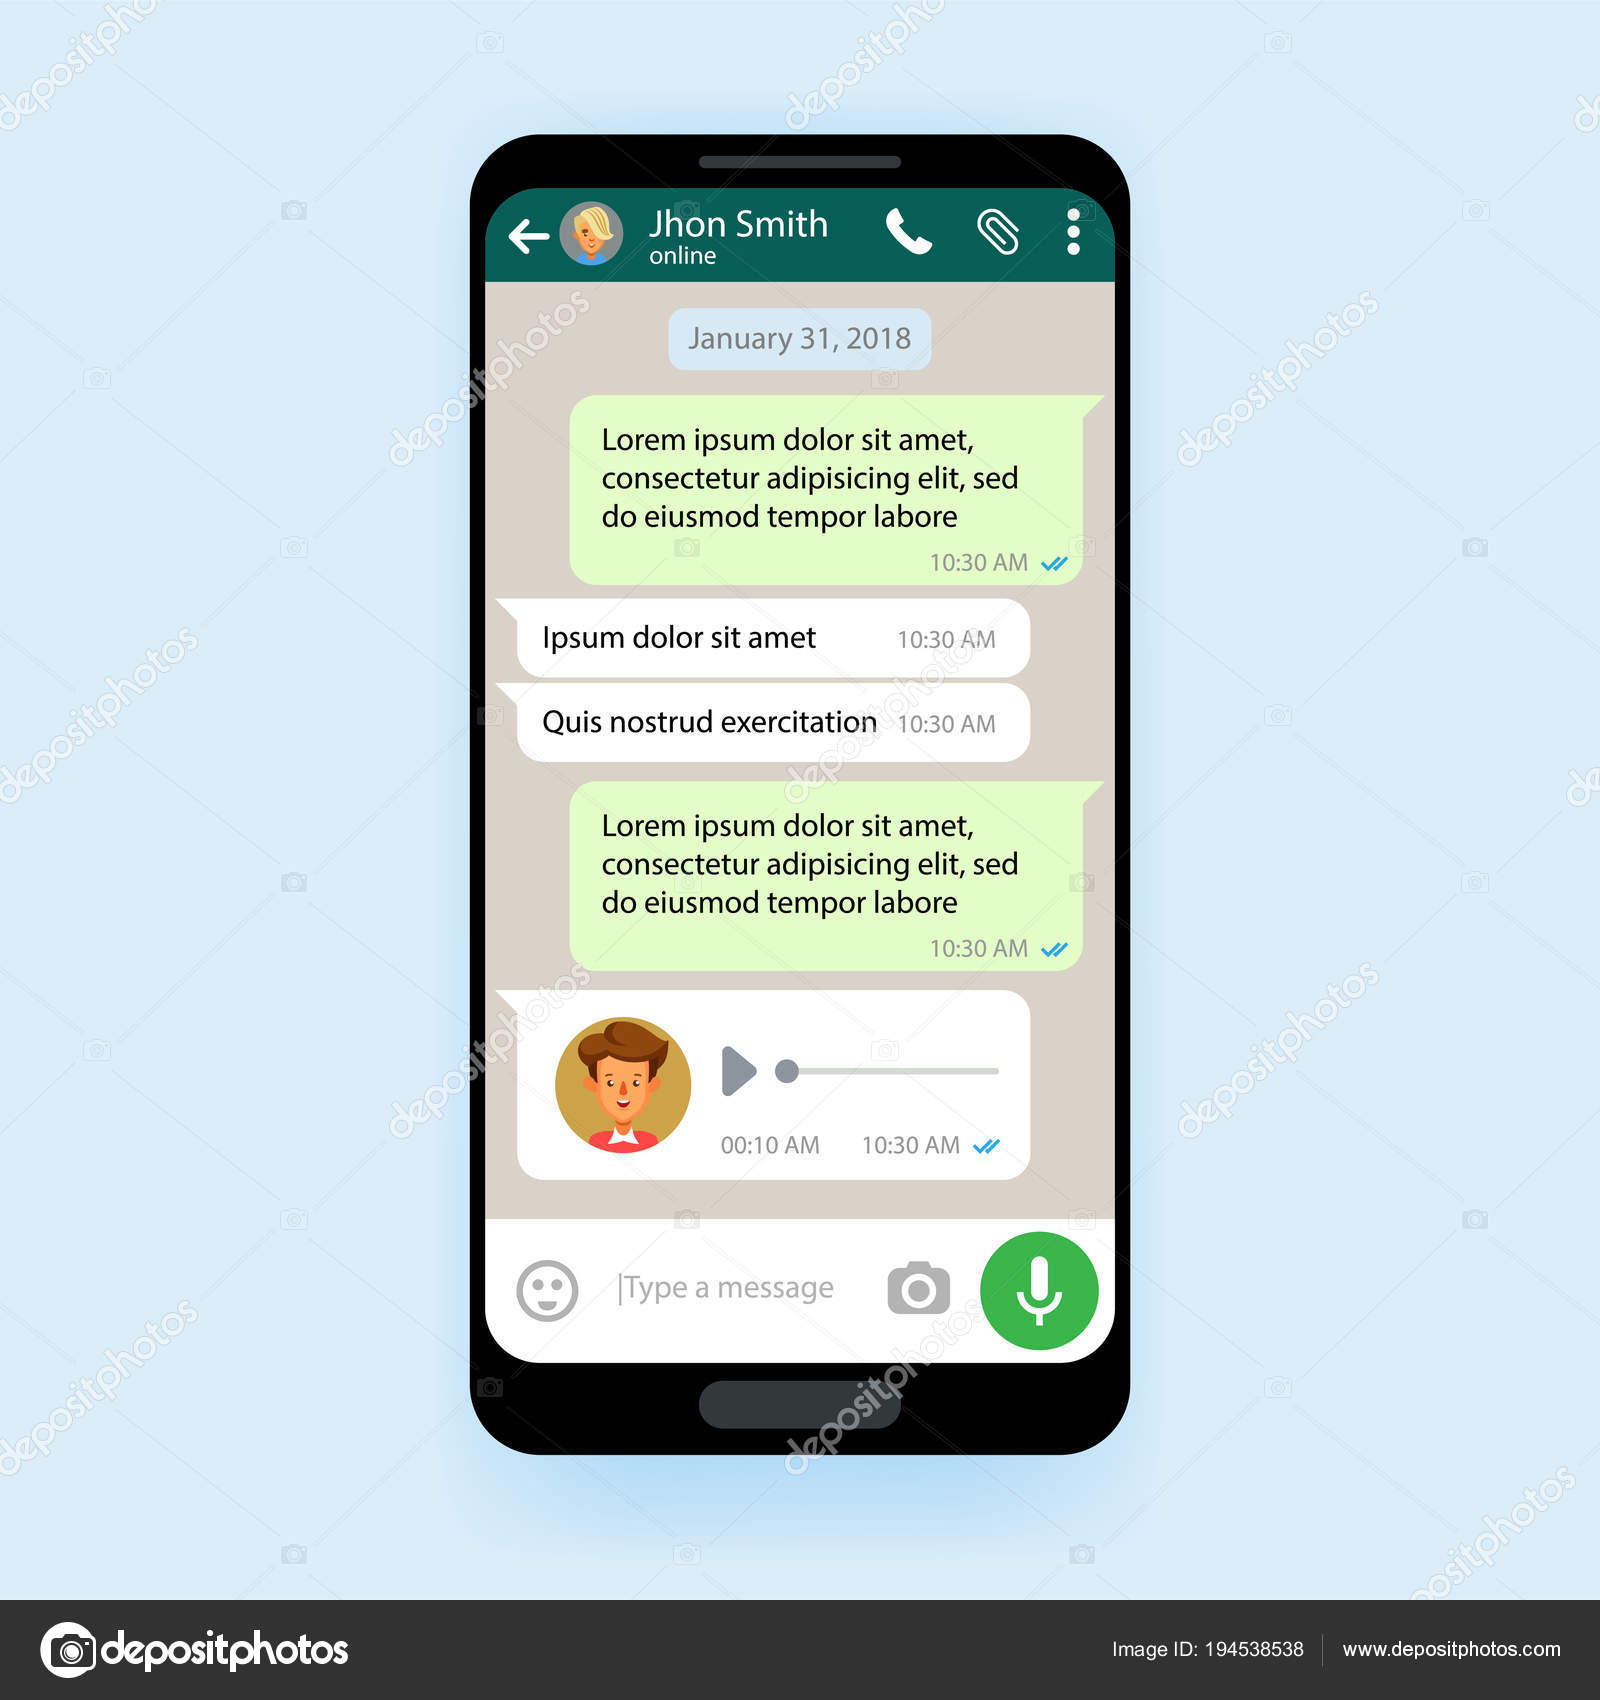 Jhon Smith
online
January 31, 2018
Lorem ipsum dolor sit amet,
consectetur adipisicing elit, sed
do eiusmod tempor labore
10:30 AM
Ipsum dolor sit amet 10:30 AM
Quis nostrud exercitation 10:30 AM
Lorem ipsum dolor sit amet,
consectetur adipisicing elit, sed
do eiusmod tempor labore
10:30 AM
00:10 AM 10:30 AM
Type a message
depositphotos
Image ID: 194538538 www.depositphotos.com